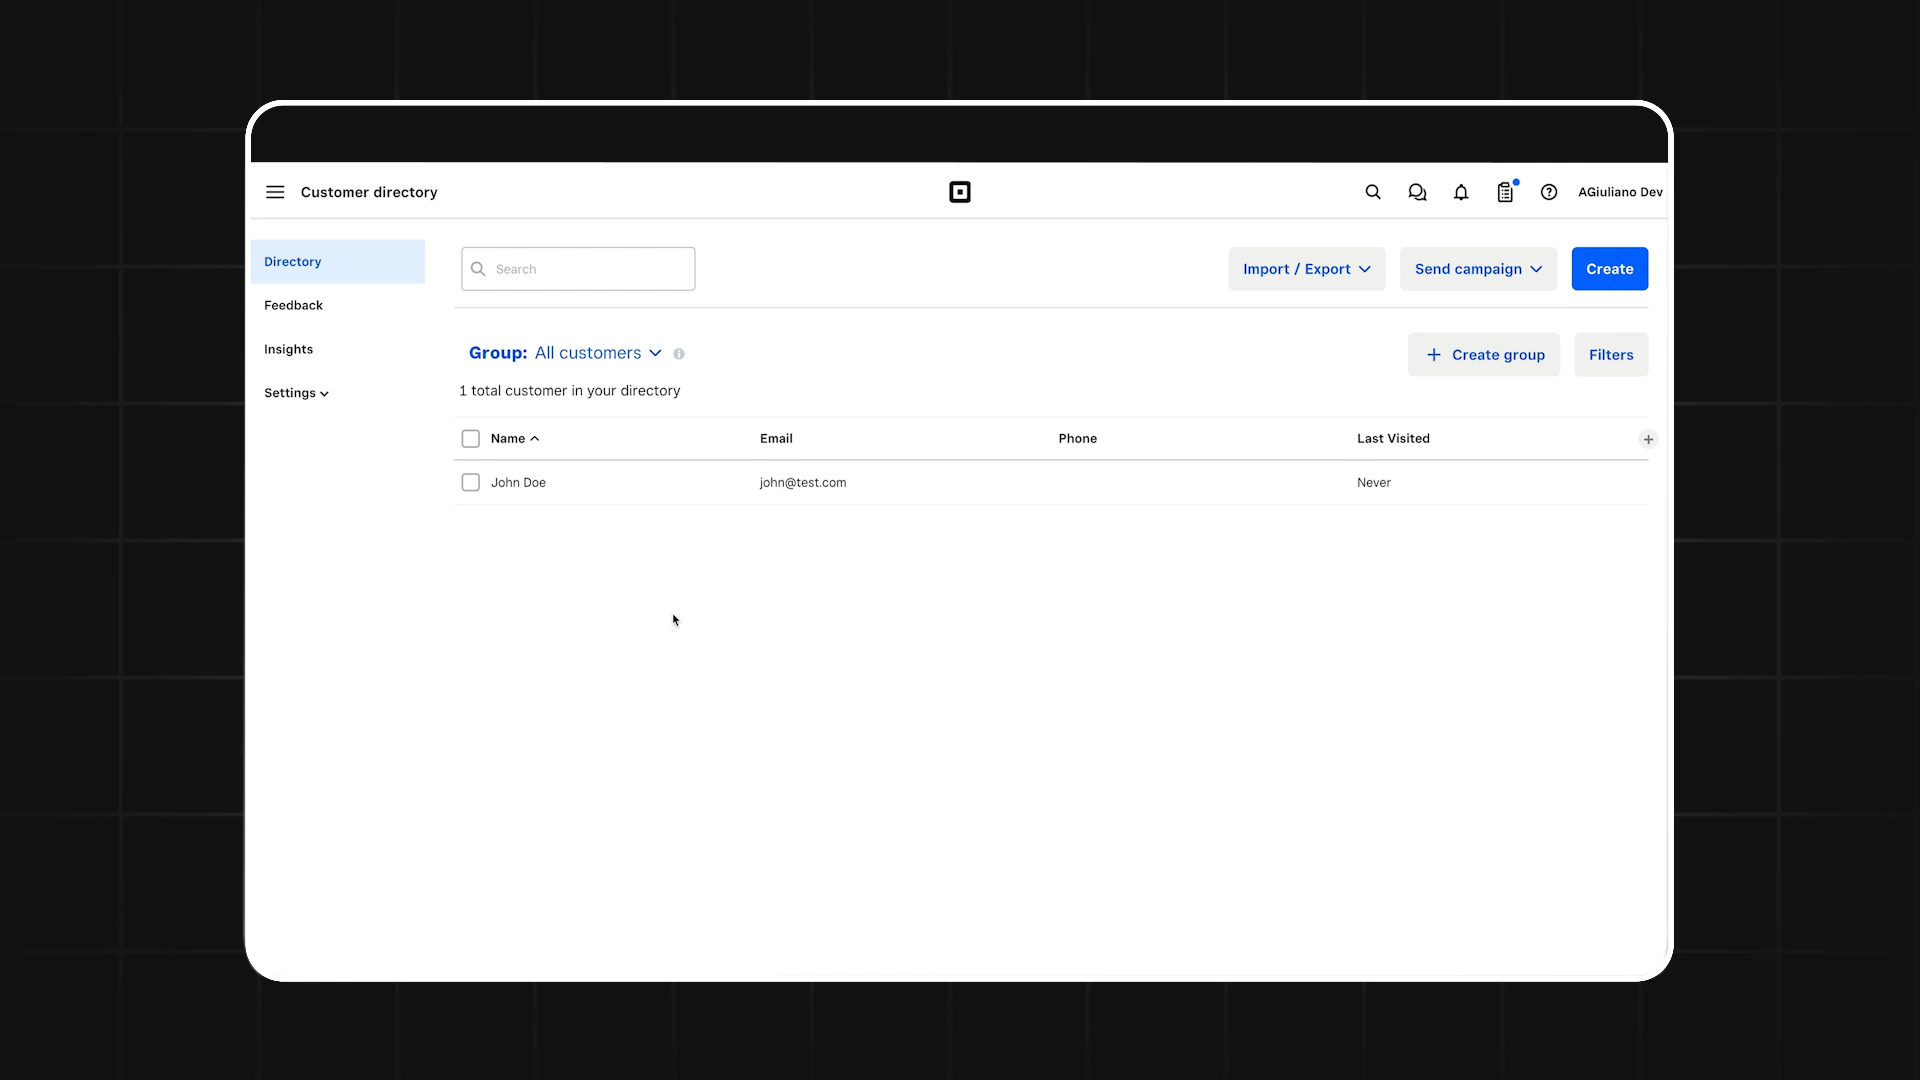 Customer directory
AGiuliano Dev
Directory
Feedback
Insights
Settings
Search
Import / Export
Send campaign
Create
Group: All customers
Create group
Filters
1 total customer in your directory
Name Email Phone Last Visited
John Doe john@test.com Never